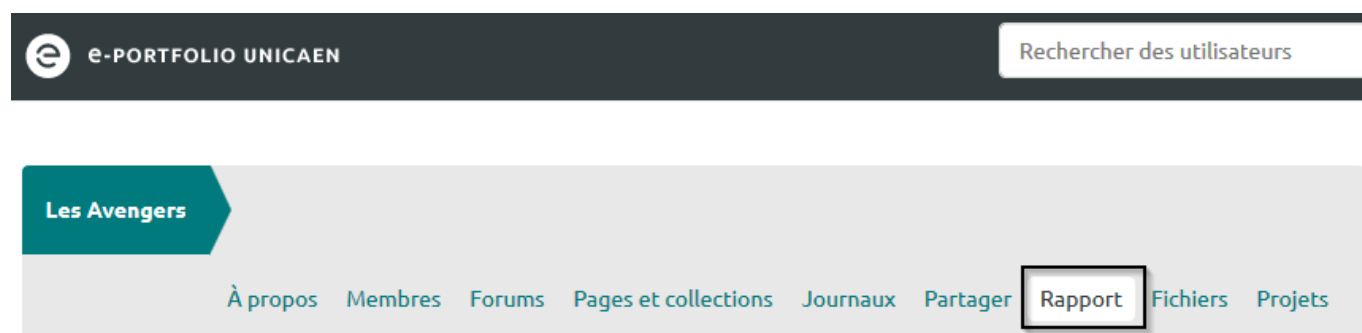 e e-PORTFOLIO UNICAEN Rechercher des utilisateurs
Les Avengers
À propos Membres Forums Pages et collections Journaux Partager Rapport Fichiers Projets